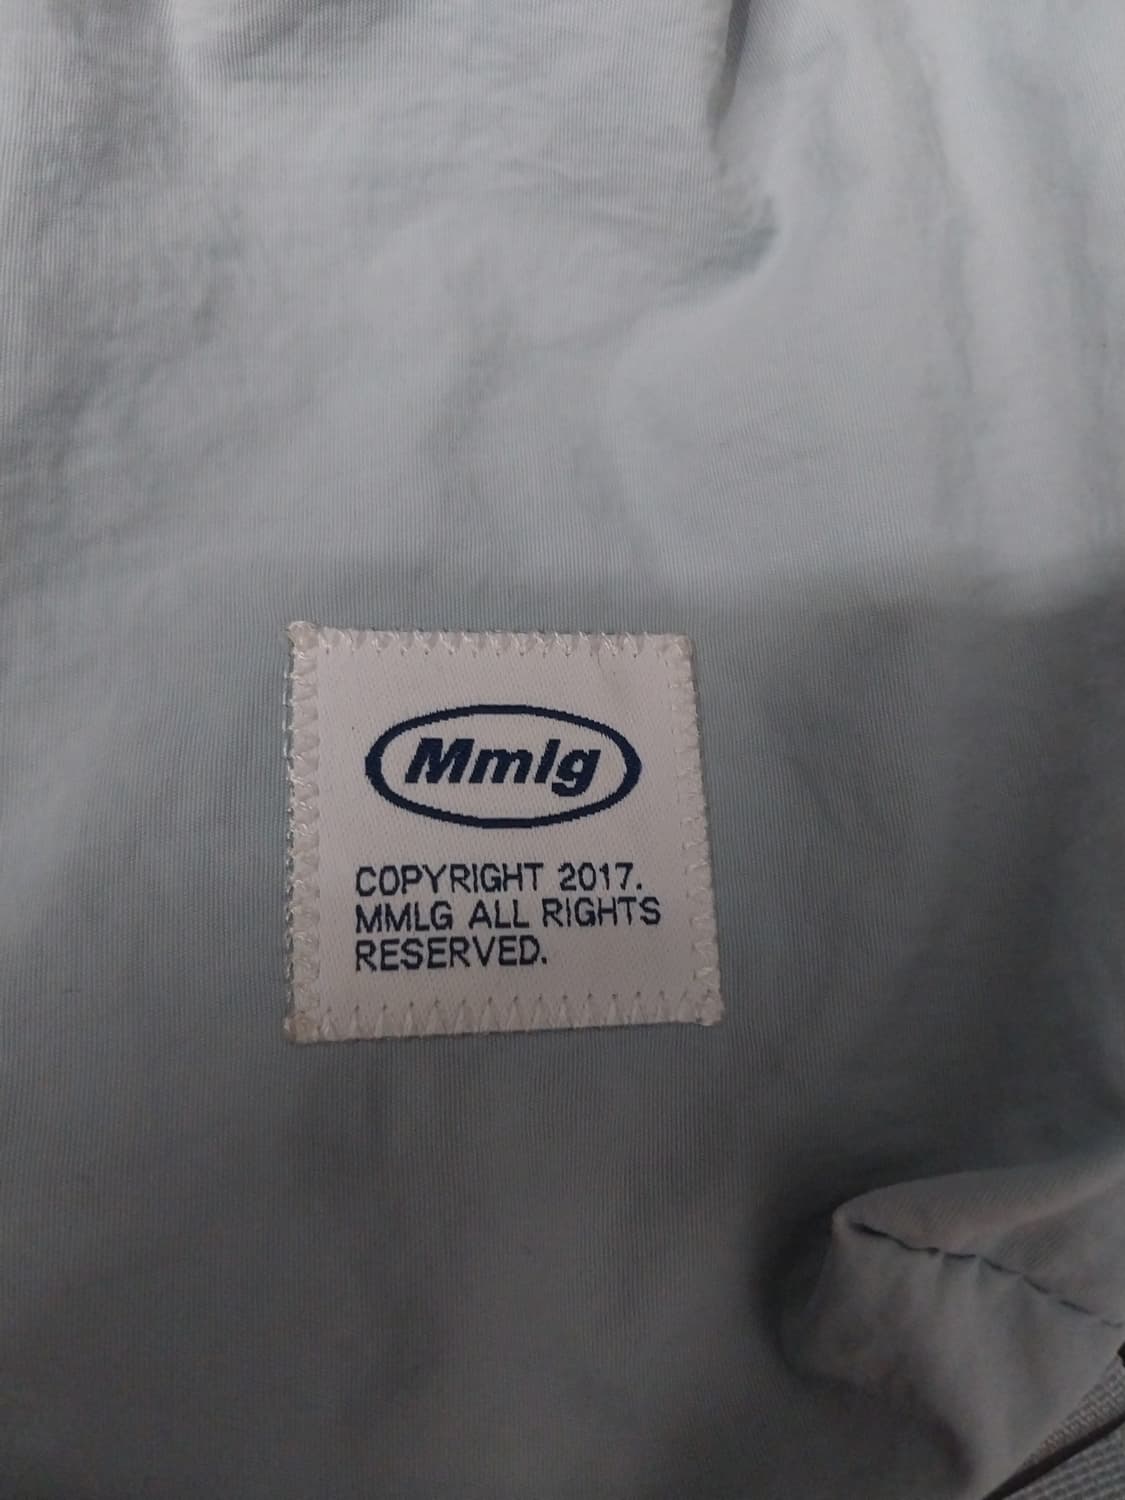 Mmlg
COPYRIGHT 2017.
MMLG ALL RIGHTS
RESERVED.